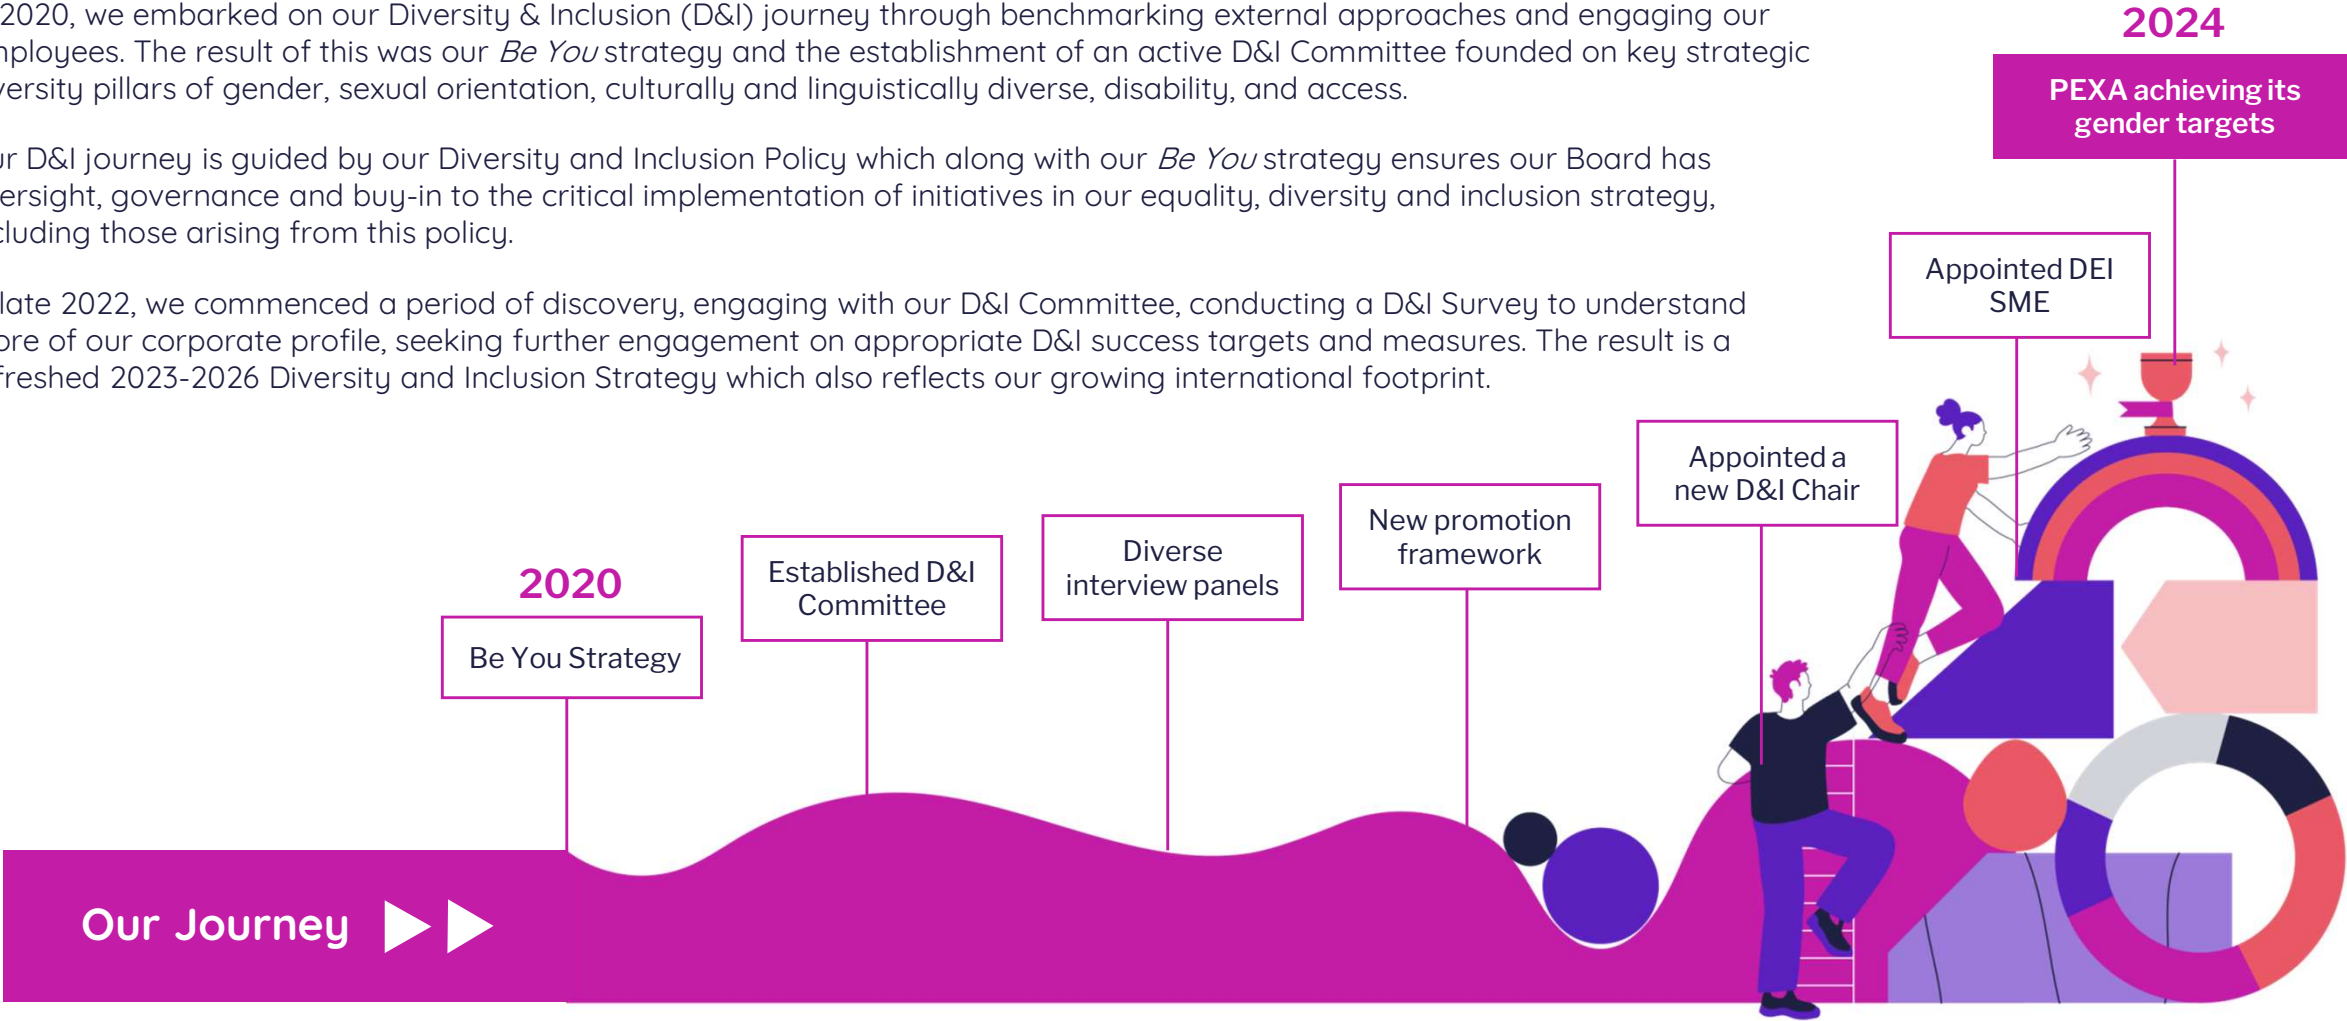 2020, we embarked on our Diversity & Inclusion (D&I) journey through benchmarking external approaches and engaging our
mployees. The result of this was our Be You strategy and the establishment of an active D&I Committee founded on key strategic
versity pillars of gender, sexual orientation, culturally and linguistically diverse, disability, and access.
ur D&I journey is guided by our Diversity and Inclusion Policy which along with our Be You strategy ensures our Board has
ersight, governance and buy-in to the critical implementation of initiatives in our equality, diversity and inclusion strategy,
cluding those arising from this policy.
late 2022, we commenced a period of discovery, engaging with our D&I Committee, conducting a D&I Survey to understand
ore of our corporate profile, seeking further engagement on appropriate D&I success targets and measures. The result is a
freshed 2023-2026 Diversity and Inclusion Strategy which also reflects our growing international footprint.
Our Journey
2020
Be You Strategy
Established D&I
Committee
Diverse
interview panels
New promotion
framework
Appointed a
new D&I Chair
Appointed DEI
SME
2024
PEXA achieving its
gender targets